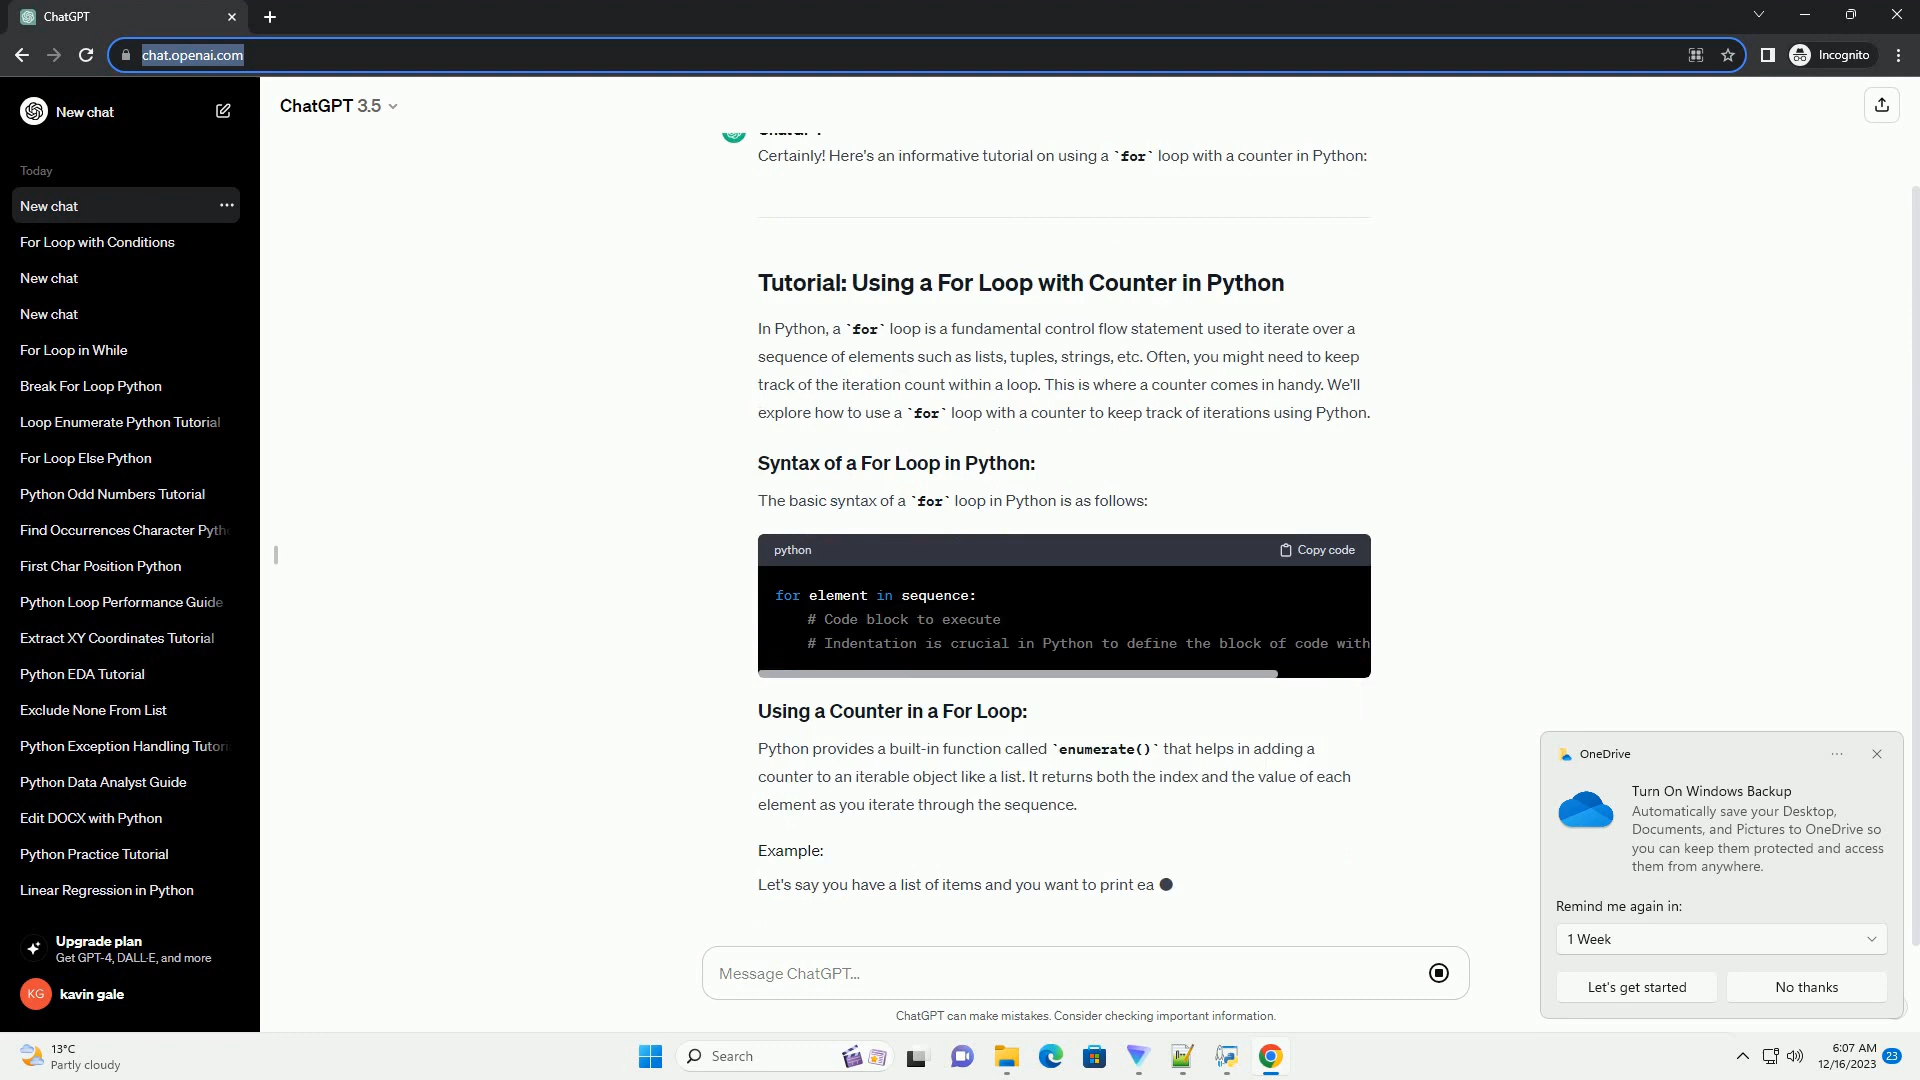 ChatGPT
chat.openai.com
Incognito
New chat
Today
New chat
For Loop with Conditions
New chat
New chat
For Loop in While
Break For Loop Python
Loop Enumerate Python Tutorial
For Loop Else Python
Python Odd Numbers Tutorial
Find Occurrences Character Pyth
First Char Position Python
Python Loop Performance Guide
Extract XY Coordinates Tutorial
Python EDA Tutorial
Exclude None From List
Python Exception Handling Tutori
Python Data Analyst Guide
Edit DOCX with Python
Python Practice Tutorial
Linear Regression in Python
Upgrade plan
Get GPT-4, DALL·E, and more
KG kavin gale
ChatGPT 3.5
ChatGPT
Certainly! Here's an informative tutorial on using a `for` loop with a counter in Python:
Tutorial: Using a For Loop with Counter in Python
In Python, a `for` loop is a fundamental control flow statement used to iterate over a
sequence of elements such as lists, tuples, strings, etc. Often, you might need to keep
track of the iteration count within a loop. This is where a counter comes in handy. We'll
explore how to use a `for` loop with a counter to keep track of iterations using Python.
Syntax of a For Loop in Python:
The basic syntax of a `for` loop in Python is as follows:
python
Copy code
for element in sequence:
# Code block to execute
# Indentation is crucial in Python to define the block of code with
Using a Counter in a For Loop:
Python provides a built-in function called `enumerate()` that helps in adding a
counter to an iterable object like a list. It returns both the index and the value of each
element as you iterate through the sequence.
Example:
Let's say you have a list of items and you want to print ea
Message ChatGPT...
ChatGPT can make mistakes. Consider checking important information.
OneDrive
Turn On Windows Backup
Automatically save your Desktop,
Documents, and Pictures to OneDrive so
you can keep them protected and access
them from anywhere.
Remind me again in:
1 Week
Let's get started
No thanks
13°C
Partly cloudy
Search
6:07 AM
12/16/2023
23